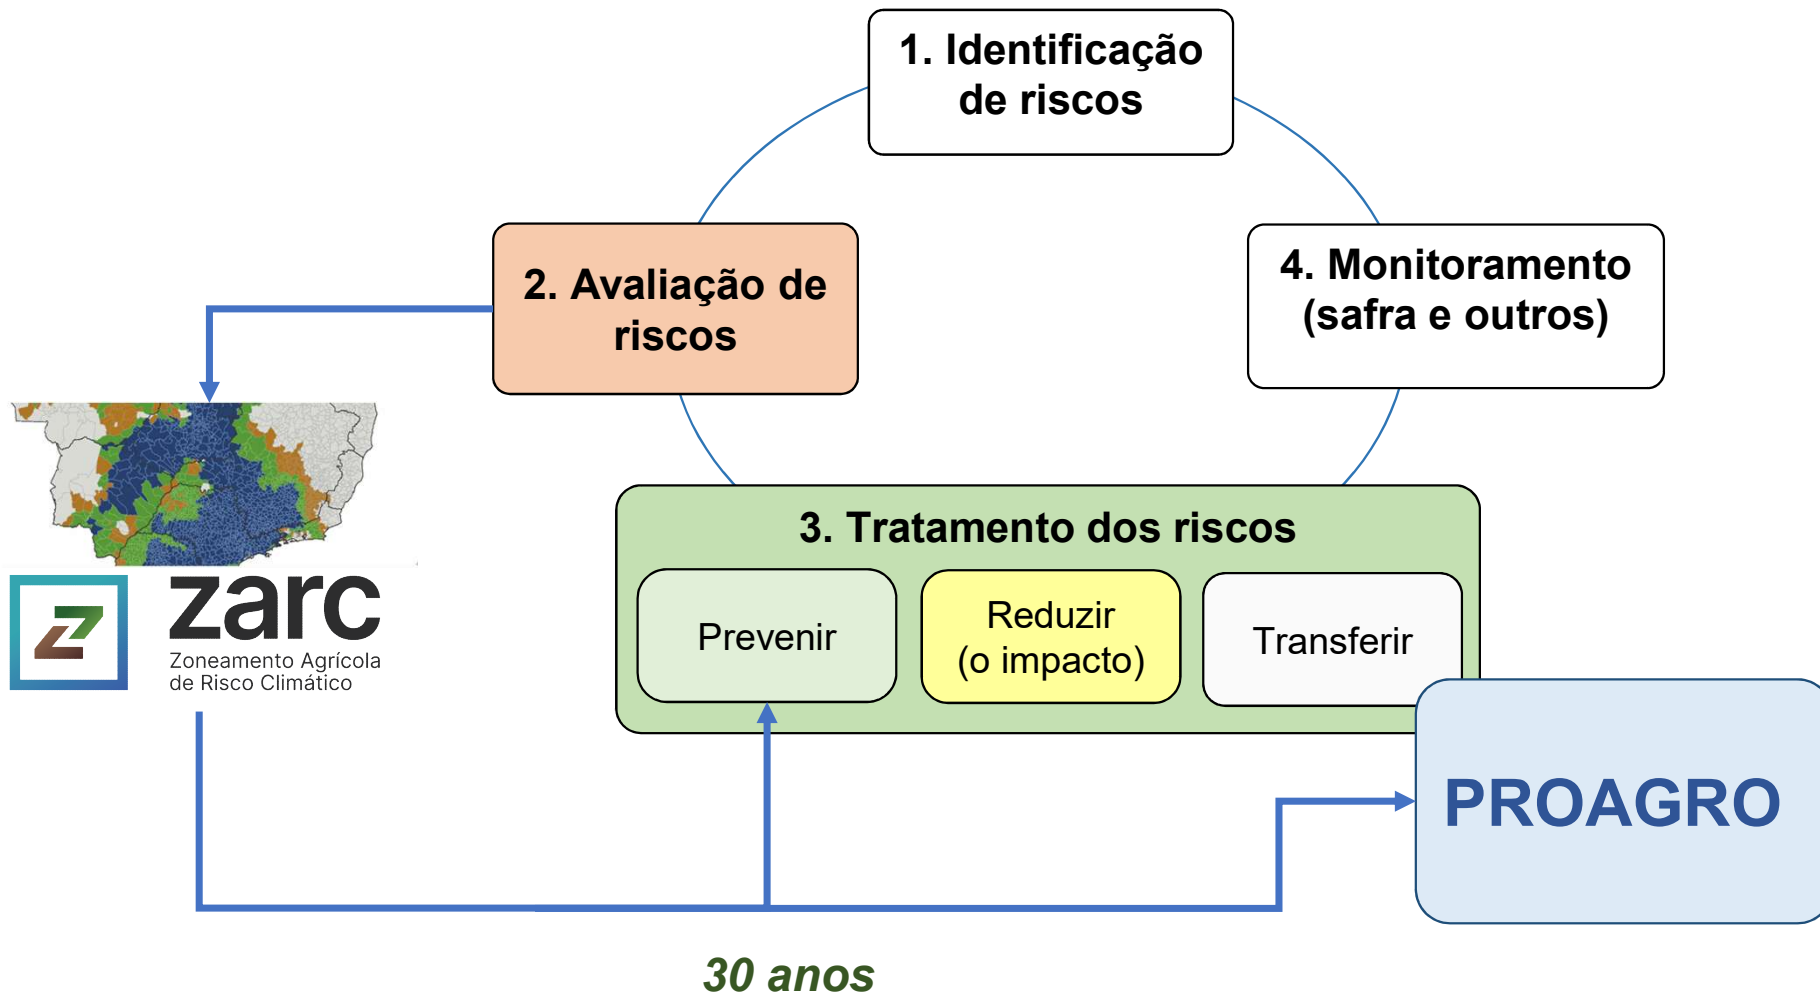 1. Identificação
de riscos
2. Avaliação de
riscos
4. Monitoramento
(safra e outros)
3. Tratamento dos riscos
Prevenir
Reduzir
(o impacto)
Transferir
zarc
Zoneamento Agrícola
de Risco Climático
PROAGRO
30 anos